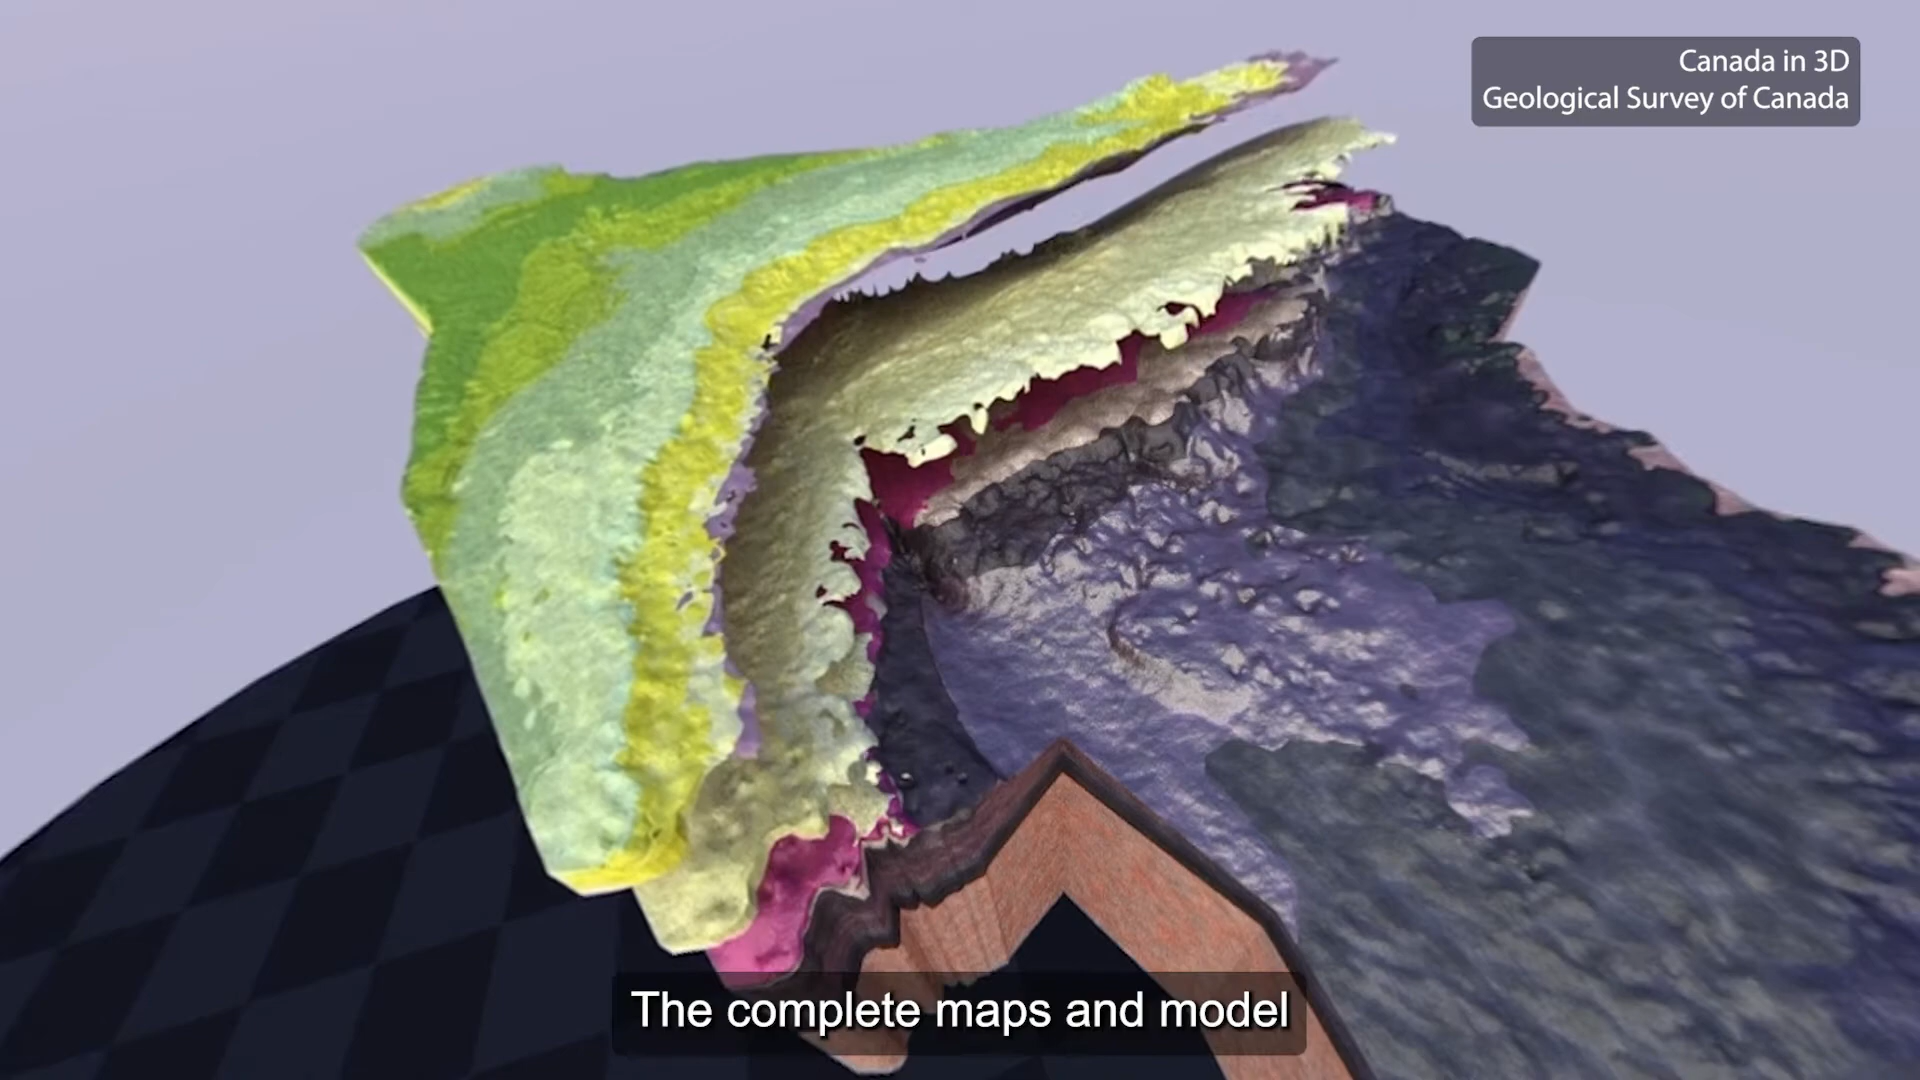 Canada in 3D
Geological Survey of Canada
The complete maps and model